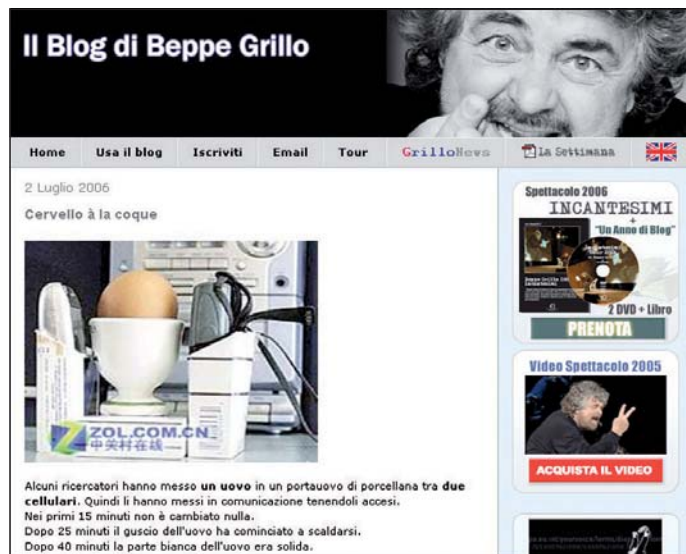 Il Blog di Beppe Grillo
Home Usa il blog Iscriviti Email Tour GrilloNews La Settimana
2 Luglio 2006
Cervello à la coque
ZOL.COM.CN
中关村在线
Alcuni ricercatori hanno messo un uovo in un portauovo di porcellana tra due
cellulari. Quindi li hanno messi in comunicazione tenendoli accesi.
Nei primi 15 minuti non è cambiato nulla.
Dopo 25 minuti il guscio dell'uovo ha cominciato a scaldarsi.
Dopo 40 minuti la parte bianca dell'uovo era solida.
Spettacolo 2006
INCANTESIMI
+
"Un Anno di Blog"
2 DVD + Libro
PRENOTA
Video Spettacolo 2005
ACQUISTA IL VIDEO